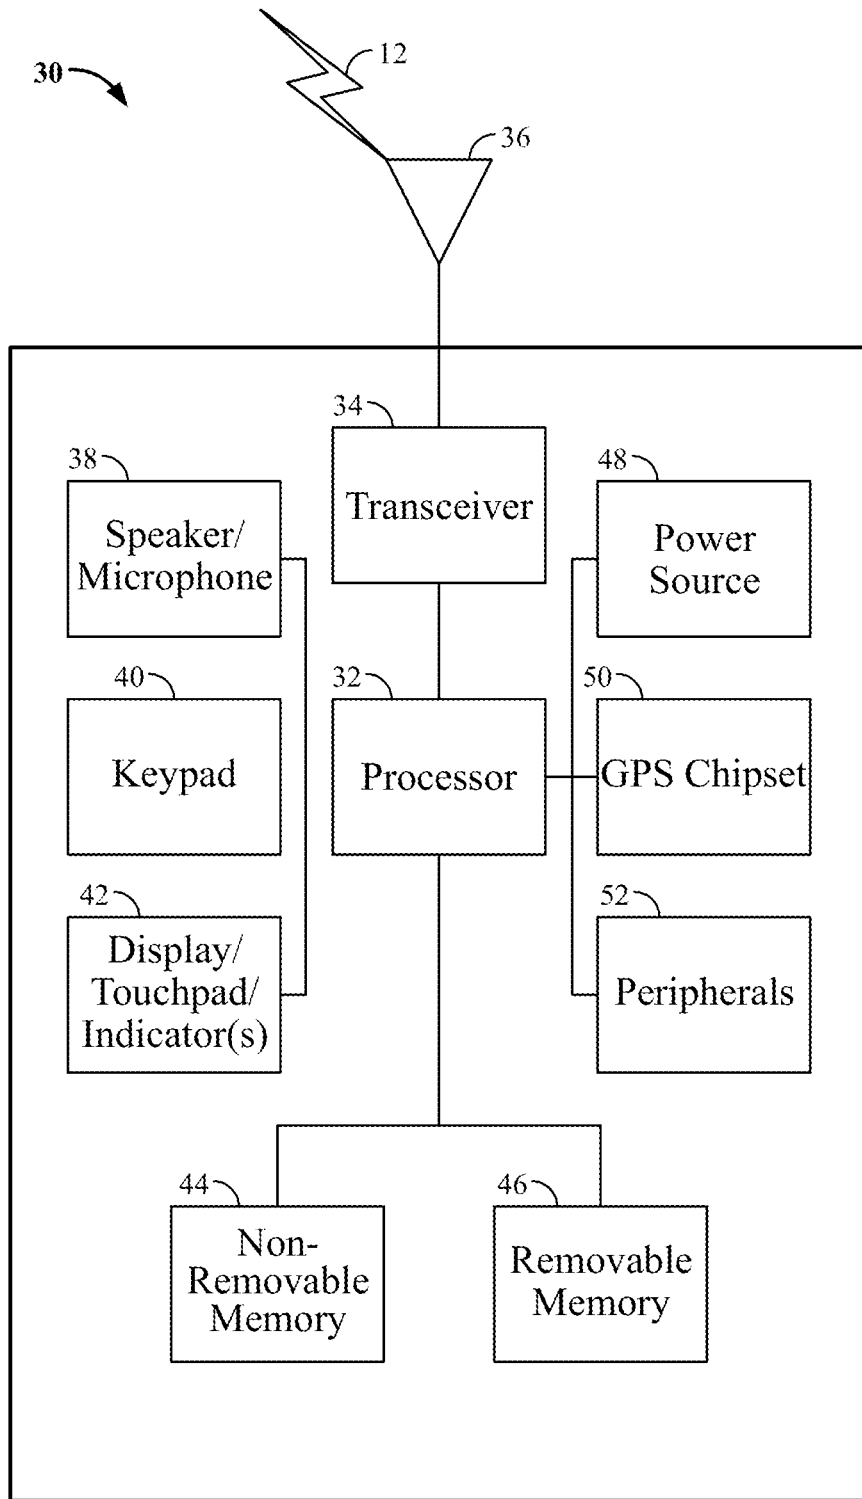 12
30
36
34
Transceiver
38
Speaker/
Microphone
48
Power
Source
40
Keypad
32
Processor
50
GPS Chipset
42
Display/
Touchpad/
Indicator(s)
52
Peripherals
44
Non-
Removable
Memory
46
Removable
Memory